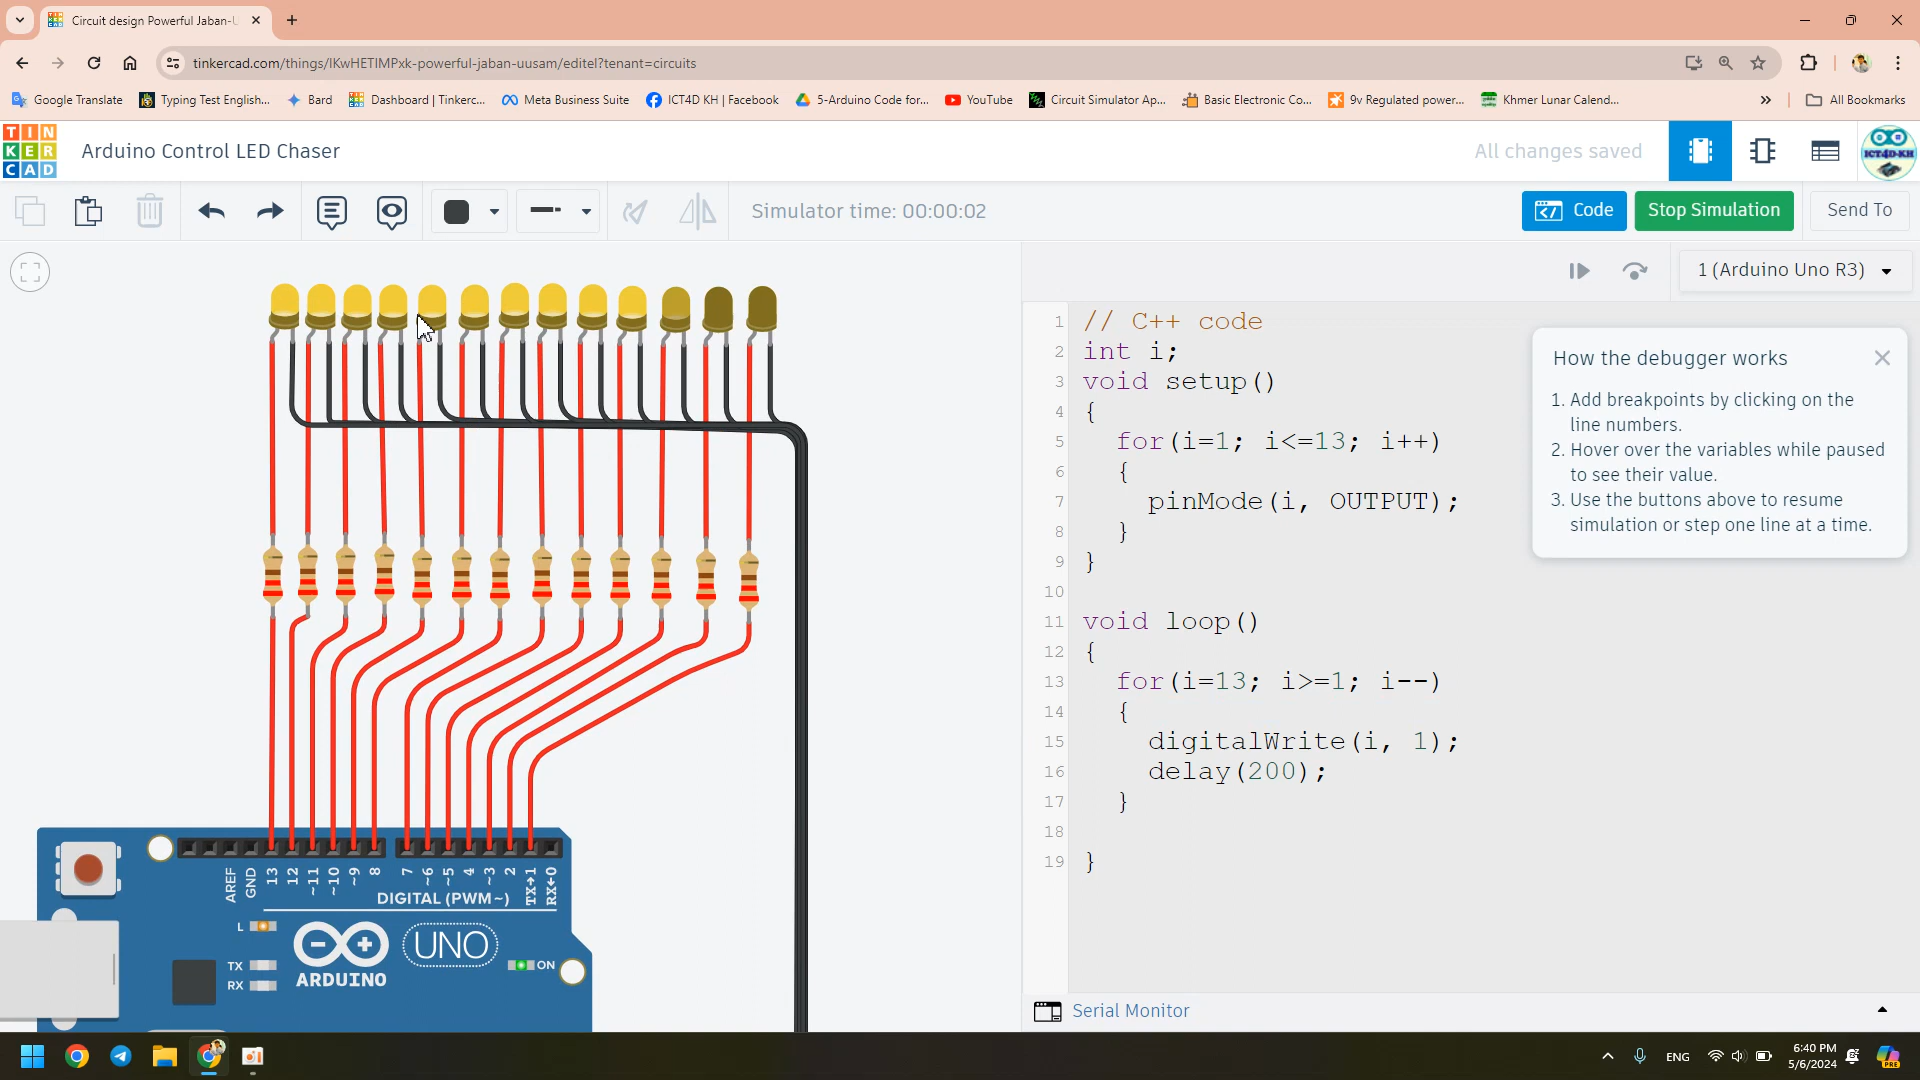 Circuit design Powerful Jaban-U
tinkercad.com/things/lKwHETIMPxk-powerful-jaban-uusam/editel?tenant=circuits
Google Translate
Typing Test English...
Bard
Dashboard | Tinkerc...
Meta Business Suite
ICT4D KH | Facebook
5-Arduino Code for...
YouTube
Circuit Simulator Ap...
Basic Electronic Co...
9v Regulated power...
Khmer Lunar Calend...
All Bookmarks
TIN
KER
CAD
Arduino Control LED Chaser
All changes saved
ICT4D-KH
Simulator time: 00:00:02
Code
Stop Simulation
Send To
1 (Arduino Uno R3)
1 // C++ code
2 int i;
3 void setup()
4 {
5 for(i=1; i<=13; i++)
6 {
7 pinMode(i, OUTPUT);
8 }
9 }
10
11 void loop()
12 {
13 for(i=13; i>=1; i--)
14 {
15 digitalWrite(i, 1);
16 delay(200);
17 }
18
19 }
How the debugger works
1. Add breakpoints by clicking on the
line numbers.
2. Hover over the variables while paused
to see their value.
3. Use the buttons above to resume
simulation or step one line at a time.
AREF
GND
13
12
~11
~10
~9
8
7
~6
~5
4
~3
2
TX→1
RX←0
DIGITAL (PWM~)
L
TX
RX
UNO
ARDUINO
ON
Serial Monitor
ENG
6:40 PM
5/6/2024
PRE